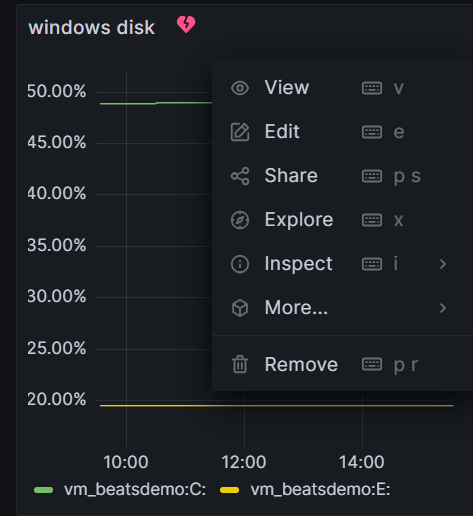 windows disk
50.00%
45.00%
40.00%
35.00%
30.00%
25.00%
20.00%
10:00 12:00 14:00
vm_beatsdemo:C: vm_beatsdemo:E:
View v
Edit e
Share p s
Explore x
Inspect i
More...
Remove p r